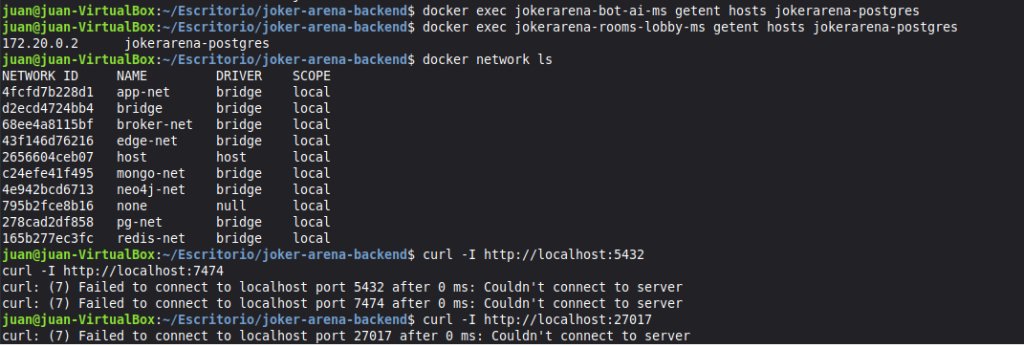 juan@juan-VirtualBox:~/Escritorio/joker-arena-backend$ docker exec jokerarena-bot-ai-ms getent hosts jokerarena-postgres
juan@juan-VirtualBox:~/Escritorio/joker-arena-backend$ docker exec jokerarena-rooms-lobby-ms getent hosts jokerarena-postgres
172.20.0.2      jokerarena-postgres
juan@juan-VirtualBox:~/Escritorio/joker-arena-backend$ docker network ls
NETWORK ID     NAME         DRIVER    SCOPE
4fcfd7b228d1   app-net      bridge    local
d2ecd4724bb4   bridge       bridge    local
68ee4a8115bf   broker-net   bridge    local
43f146d76216   edge-net     bridge    local
2656604ceb07   host         host      local
c24efe41f495   mongo-net    bridge    local
4e942bcd6713   neo4j-net    bridge    local
795b2fce8b16   none         null      local
278cad2df858   pg-net       bridge    local
165b277ec3fc   redis-net    bridge    local
juan@juan-VirtualBox:~/Escritorio/joker-arena-backend$ curl -I http://localhost:5432
curl -I http://localhost:7474
curl: (7) Failed to connect to localhost port 5432 after 0 ms: Couldn't connect to server
curl: (7) Failed to connect to localhost port 7474 after 0 ms: Couldn't connect to server
juan@juan-VirtualBox:~/Escritorio/joker-arena-backend$ curl -I http://localhost:27017
curl: (7) Failed to connect to localhost port 27017 after 0 ms: Couldn't connect to server